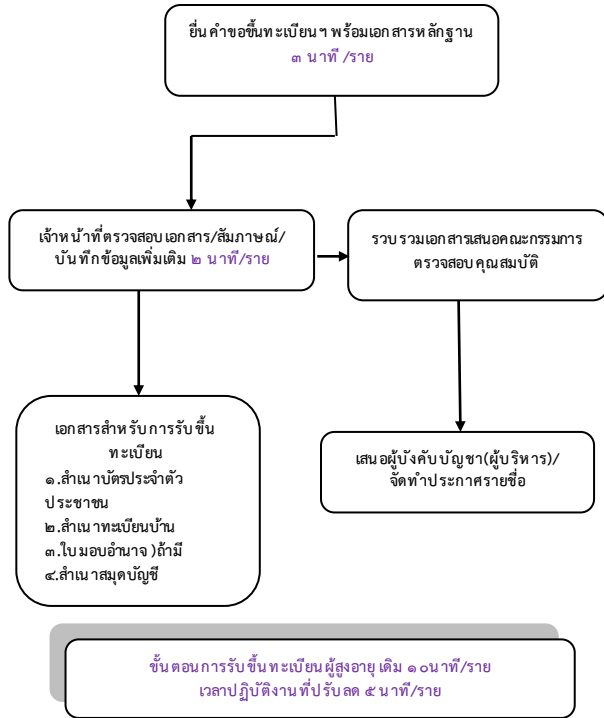 ยื่นคำขอขึ้นทะเบียนฯ พร้อมเอกสารหลักฐาน
๓ นาที/ราย
เจ้าหน้าที่ตรวจสอบเอกสาร/สัมภาษณ์/
บันทึกข้อมูลเพิ่มเติม ๒ นาที/ราย
รวบรวมเอกสารเสนอคณะกรรมการ
ตรวจสอบคุณสมบัติ
เอกสารสำหรับการรับขึ้น
ทะเบียน
๑.สำเนาบัตรประจำตัว
ประชาชน
๒.สำเนาทะเบียนบ้าน
๓.ใบมอบอำนาจ )ถ้ามี
๔.สำเนาสมุดบัญชี
เสนอผู้บังคับบัญชา(ผู้บริหาร)/
จัดทำประกาศรายชื่อ
ขั้นตอนการรับขึ้นทะเบียนผู้สูงอายุ เดิม ๑๐นาที/ราย
เวลาปฏิบัติงานที่ปรับลด ๕ นาที/ราย